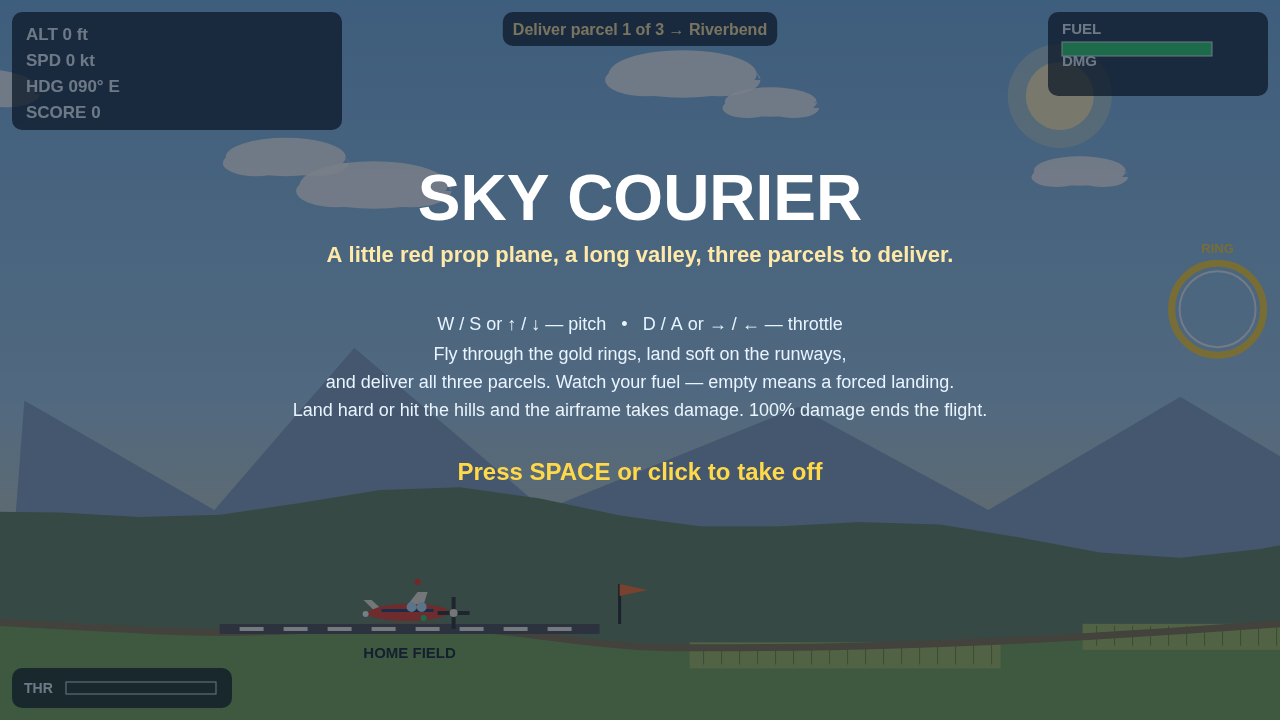 ALT 0 ft
SPD 0 kt
HDG 090° E
SCORE 0
Deliver parcel 1 of 3 → Riverbend
FUEL
DMG
SKY COURIER
A little red prop plane, a long valley, three parcels to deliver.
RING
W / S or ↑ / ↓ — pitch • D / A or → / ← — throttle
Fly through the gold rings, land soft on the runways,
and deliver all three parcels. Watch your fuel — empty means a forced landing.
Land hard or hit the hills and the airframe takes damage. 100% damage ends the flight.
Press SPACE or click to take off
HOME FIELD
THR